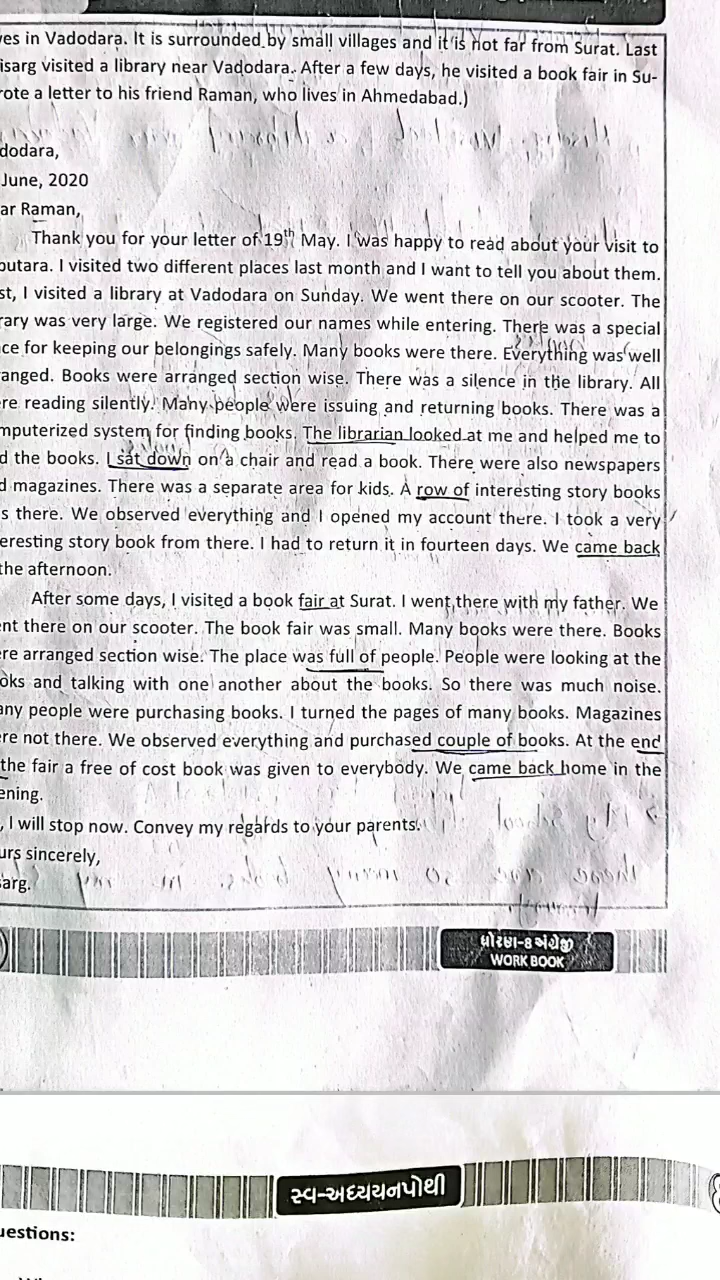 ves in Vadodara. It is surrounded by small villages and it is not far from Surat. Last
isarg visited a library near Vadodara. After a few days, he visited a book fair in Su-
rote a letter to his friend Raman, who lives in Ahmedabad.)
dodara,
June, 2020
ar Raman,
Thank you for your letter of 19th May. I was happy to read about your visit to
putara. I visited two different places last month and I want to tell you about them.
st, I visited a library at Vadodara on Sunday. We went there on our scooter. The
rary was very large. We registered our names while entering. There was a special
ce for keeping our belongings safely. Many books were there. Everything was well
anged. Books were arranged section wise. There was a silence in the library. All
re reading silently. Many people were issuing and returning books. There was a
mputerized system for finding books. The librarian looked at me and helped me to
d the books. I sat down on a chair and read a book. There were also newspapers
d magazines. There was a separate area for kids. A row of interesting story books
s there. We observed everything and I opened my account there. I took a very
eresting story book from there. I had to return it in fourteen days. We came back
the afternoon.
After some days, I visited a book fair at Surat. I went there with my father. We
nt there on our scooter. The book fair was small. Many books were there. Books
re arranged section wise. The place was full of people. People were looking at the
oks and talking with one another about the books. So there was much noise.
any people were purchasing books. I turned the pages of many books. Magazines
re not there. We observed everything and purchased couple of books. At the end
the fair a free of cost book was given to everybody. We came back home in the
ening.
, I will stop now. Convey my regards to your parents.
urs sincerely,
sarg.
ધોરણ-8 અંગ્રેજી
WORK BOOK
સ્વ-અધ્યયનપોથી
uestions: